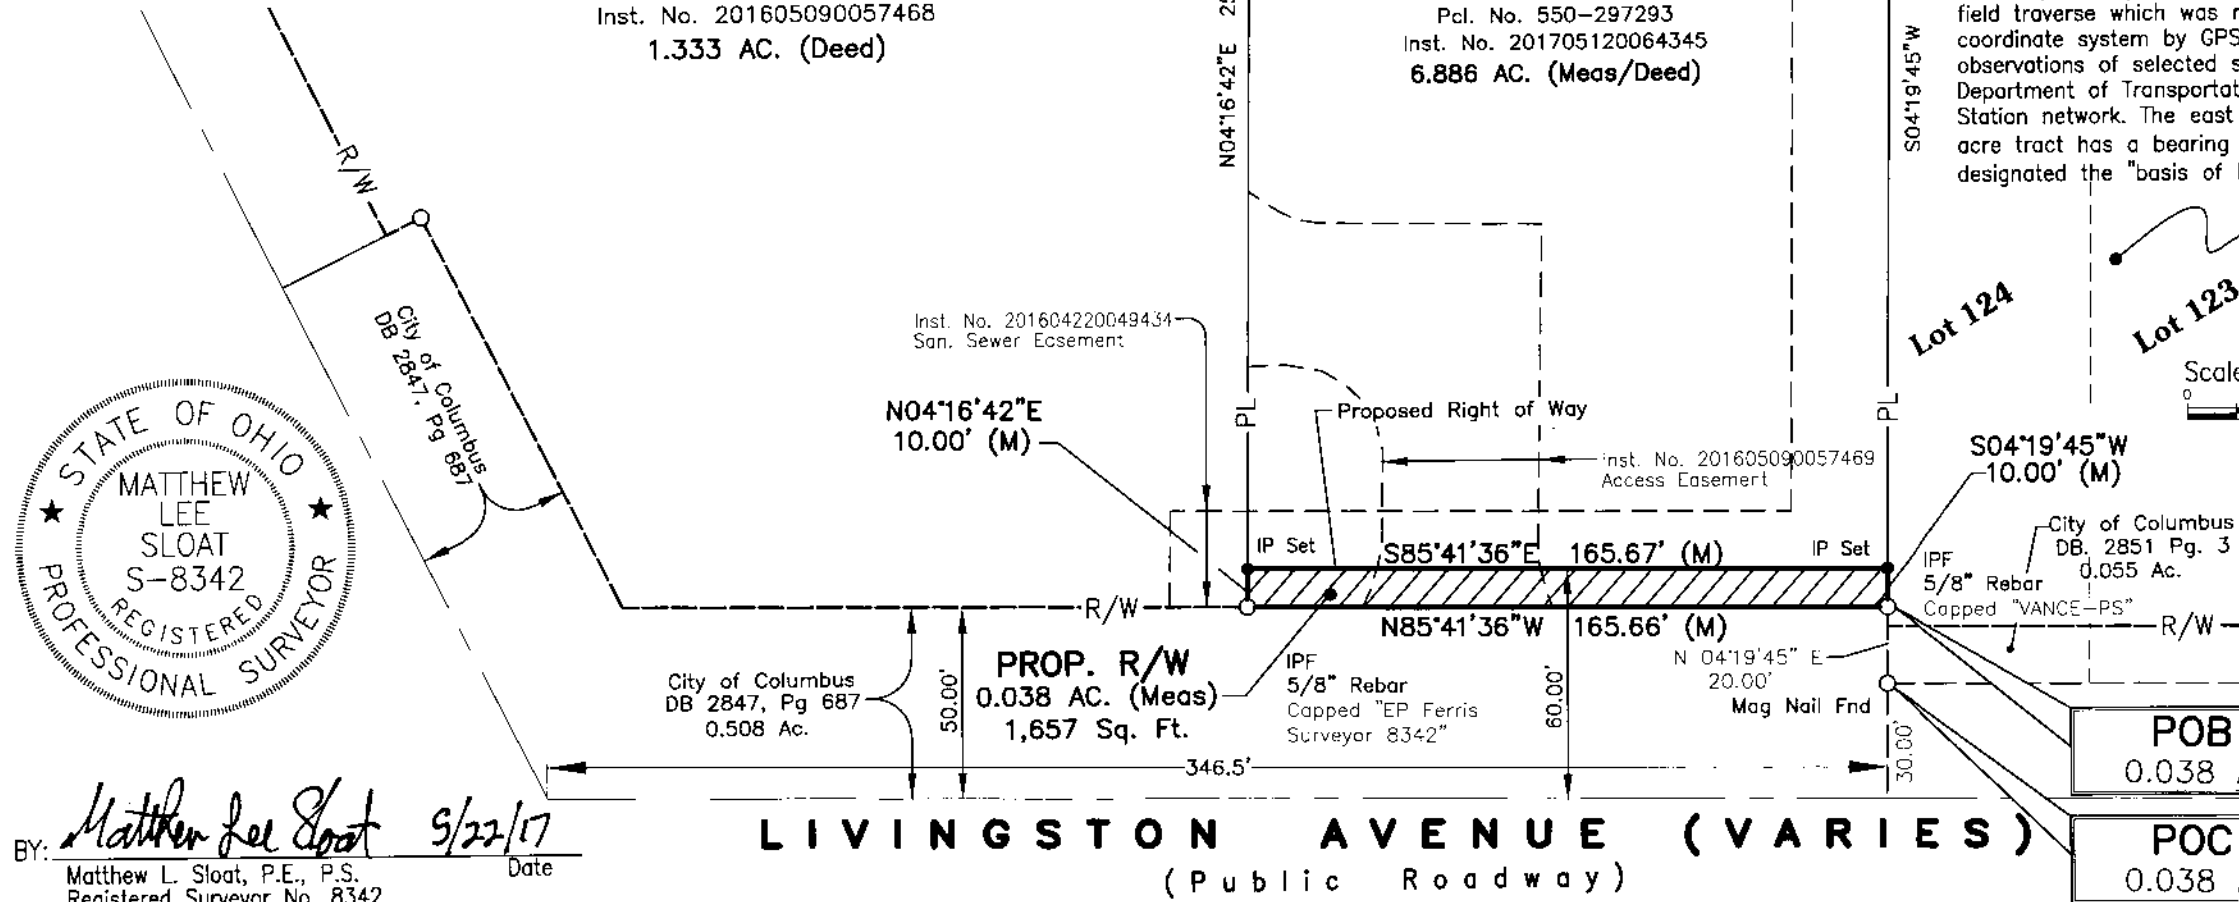 Inst. No. 201605090057468
1.333 AC. (Deed)
N04°16'42"E
Pcl. No. 550-297293
Inst. No. 201705120064345
6.886 AC. (Meas/Deed)
S04°19'45"W
field traverse which was
coordinate system by GPS
observations of selected
Department of
Station network. The east
acre tract has a bearing
designated the "basis of
R/W
City of Columbus
DB 2847, Pg 687
Inst. No. 201604220049434
San. Sewer Easement
N04°16'42"E
10.00' (M)
PL
Proposed Right of Way
Inst. No. 201605090057469
Access Easement
PL
Lot 124
Lot 123
Scale
0
S04°19'45"W
10.00' (M)
City of Columbus
DB. 2851 Pg. 3
0.055 Ac.
IPF
5/8" Rebar
Capped "VANCE-PS"
R/W
IP Set
S85°41'36"E 165.67' (M)
IP Set
R/W
N85°41'36"W 165.66' (M)
N 04°19'45" E
20.00'
Mag Nail Fnd
IPF
5/8" Rebar
Capped "EP Ferris
Surveyor 8342"
PROP. R/W
0.038 AC. (Meas)
1,657 Sq. Ft.
City of Columbus
DB 2847, Pg 687
0.508 Ac.
50.00'
60.00'
30.00'
346.5'
POB
0.038
POC
0.038
STATE OF OHIO
MATTHEW
LEE
SLOAT
S-8342
REGISTERED
PROFESSIONAL SURVEYOR
BY: Matthew Lee Sloat 5/22/17
Date
Matthew L. Sloat, P.E., P.S.
Registered Surveyor No. 8342
LIVINGSTON AVENUE (VARIES)
(Public Roadway)